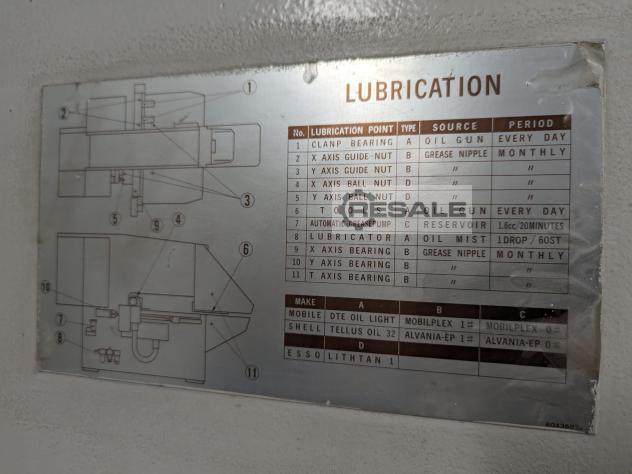 LUBRICATION
No. LUBRICATION POINT TYPE SOURCE PERIOD
1 CLANP BEARING A OIL GUN EVERY DAY
2 X AXIS GUIDE-NUT B GREASE NIPPLE MONTHLY
3 Y AXIS GUIDE NUT B 〃 〃
4 X AXIS BALL NUT D 〃
5 Y AXIS BALL NUT D 〃
6 T O S A OIL GUN EVERY DAY
7 AUTOMATIC GREASE PUMP C RESERVOIR 1.6cc/20MINUTES
8 LUBRICATOR A OIL MIST 1DROP/60ST
9 X AXIS BEARING B GREASE NIPPLE MONTHLY
10 Y AXIS BEARING B 〃 〃
11 T AXIS BEARING B 〃 〃
MAKE A B C
MOBILE DTE OIL LIGHT MOBILPLEX 1# MOBILPLEX 0#
SHELL TELLUS OIL 32 ALVANIA-EP 1# ALVANIA-EP 0#
D
ESSO LITHTAN 1
1
2
3
5 9 4
6
10
7
8
11
RESALE